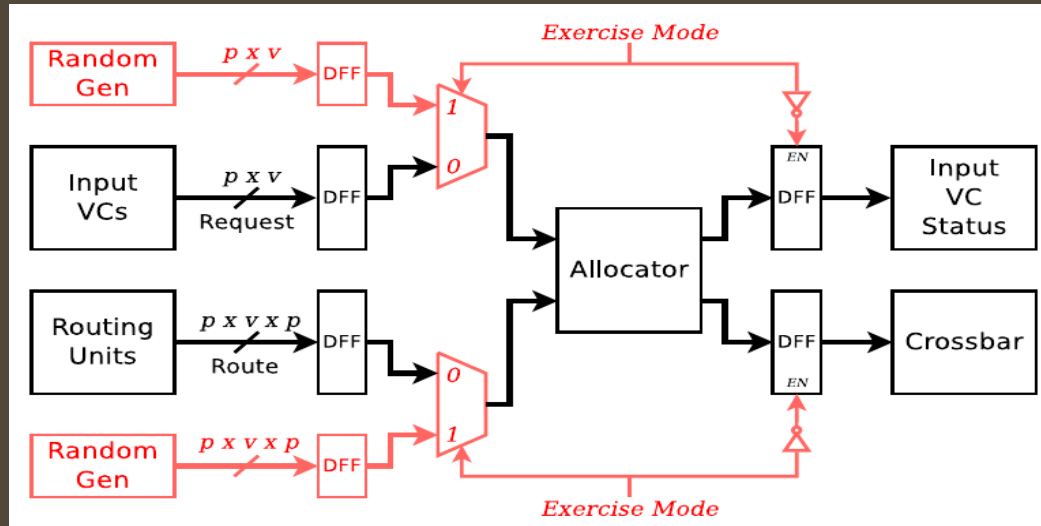 Exercise Mode
Random
Gen
p x v
DFF
1
0
Input
VCs
p x v
Request
DFF
EN
DFF
Input
VC
Status
Allocator
Routing
Units
p x v x p
Route
DFF
0
1
DFF
EN
Crossbar
Random
Gen
p x v x p
DFF
Exercise Mode